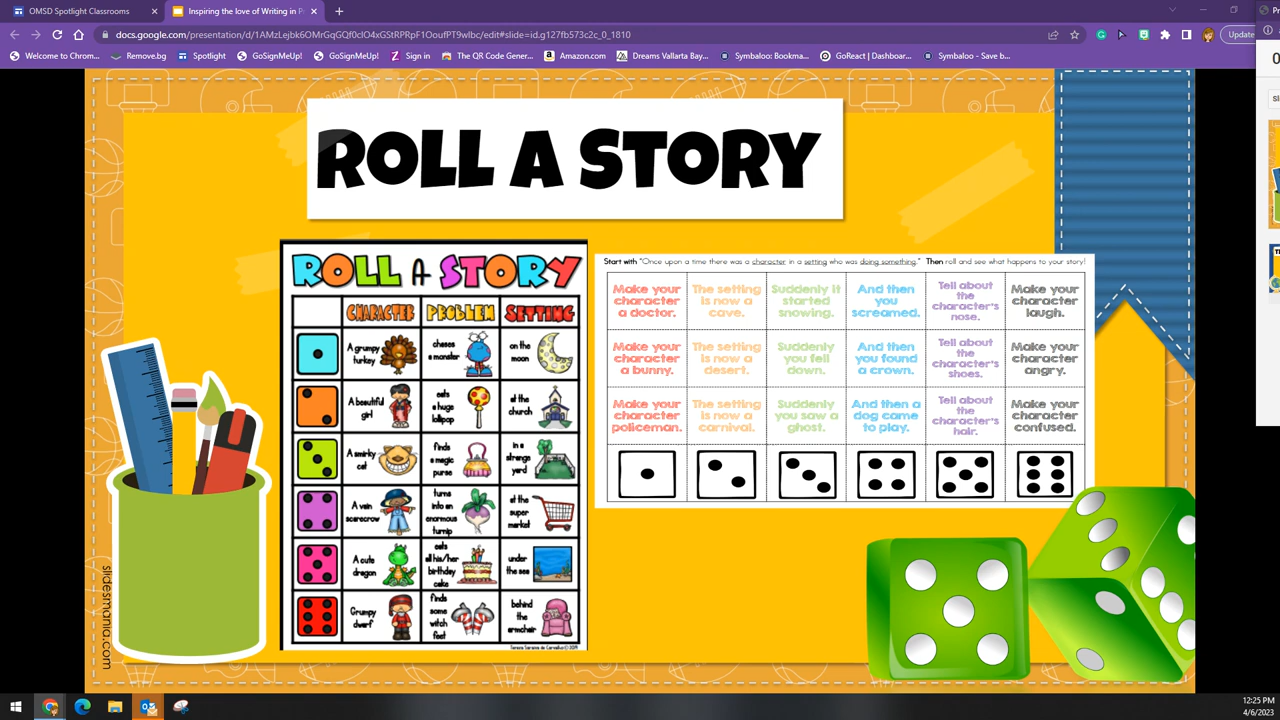 OMSD Spotlight Classrooms
Inspiring the love of Writing in P
docs.google.com/presentation/d/1AMzLejbk6OMrGqGQf0clO4xGStRPRpF1OoufPT9wlbc/edit#slide=id.g127fb573c2c_0_1810
Update
Welcome to Chrom...
Remove.bg
Spotlight
GoSignMeUp!
GoSignMeUp!
Sign in
The QR Code Gener...
Amazon.com
Dreams Vallarta Bay...
Symbaloo: Bookma...
GoReact | Dashboar...
Symbaloo - Save b...
ROLL A STORY
ROLL A STORY
CHARACTER PROBLEM SETTING
A grumpy
turkey
chases
a monster
on the
moon
A beautiful
girl
eats
a huge
lollipop
at the
church
A smirky
cat
finds
a magic
purse
in a
strange
yard
A vain
scarecrow
turns
into an
enormous
turnip
at the
super
market
A cute
dragon
eats
all his/her
birthday
cake
under
the sea
Grumpy
dwarf
finds
some
witch
feet
behind
the
armchair
Start with "Once upon a time there was a character in a setting who was doing something." Then roll and see what happens to your story!
Make your
character
a doctor.
The setting
is now a
cave.
Suddenly it
started
snowing.
And then
you
screamed.
Tell about
the
character's
nose.
Make your
character
laugh.
Make your
character
a bunny.
The setting
is now a
desert.
Suddenly
you fell
down.
And then
you found
a crown.
Tell about
the
character's
shoes.
Make your
character
angry.
Make your
character
policeman.
The setting
is now a
carnival.
Suddenly
you saw a
ghost.
And then a
dog came
to play.
Tell about
the
character's
hair.
Make your
character
confused.
slidesmania.com
12:25 PM
4/6/2023